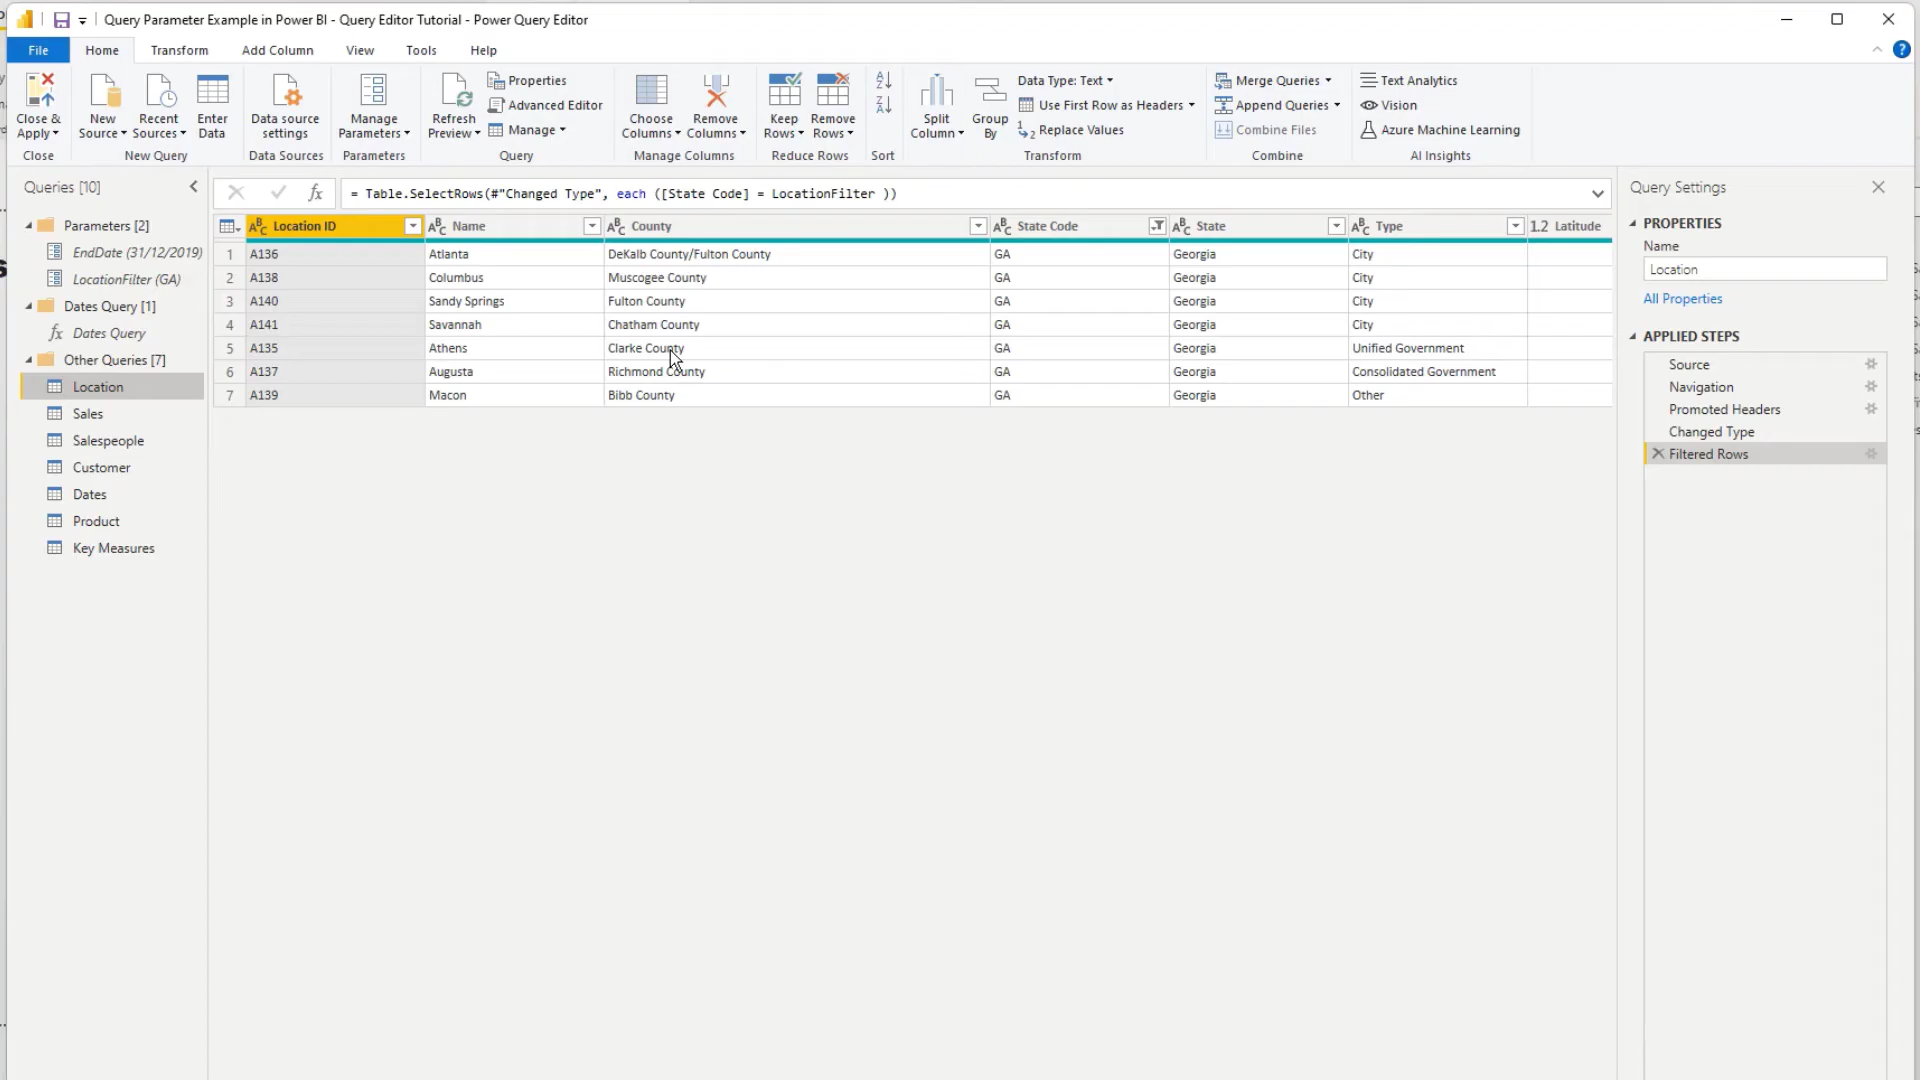 Query Parameter Example in Power BI - Query Editor Tutorial - Power Query Editor
File Home Transform Add Column View Tools Help
Close & Apply
New Source
Recent Sources
Enter Data
Data source settings
Manage Parameters
Refresh Preview
Properties
Advanced Editor
Manage
Choose Columns
Remove Columns
Keep Rows
Remove Rows
Split Column
Group By
Data Type: Text
Use First Row as Headers
Replace Values
Merge Queries
Append Queries
Combine Files
Text Analytics
Vision
Azure Machine Learning
Close New Query Data Sources Parameters Query Manage Columns Reduce Rows Sort Transform Combine AI Insights
Queries [10]
Parameters [2]
EndDate (31/12/2019)
LocationFilter (GA)
Dates Query [1]
fx Dates Query
Other Queries [7]
Location
Sales
Salespeople
Customer
Dates
Product
Key Measures
fx = Table.SelectRows(#"Changed Type", each ([State Code] = LocationFilter ))
ABC Location ID ABC Name ABC County ABC State Code ABC State ABC Type 1.2 Latitude
1 A136 Atlanta DeKalb County/Fulton County GA Georgia City
2 A138 Columbus Muscogee County GA Georgia City
3 A140 Sandy Springs Fulton County GA Georgia City
4 A141 Savannah Chatham County GA Georgia City
5 A135 Athens Clarke County GA Georgia Unified Government
6 A137 Augusta Richmond County GA Georgia Consolidated Government
7 A139 Macon Bibb County GA Georgia Other
Query Settings
PROPERTIES
Name
Location
All Properties
APPLIED STEPS
Source
Navigation
Promoted Headers
Changed Type
Filtered Rows